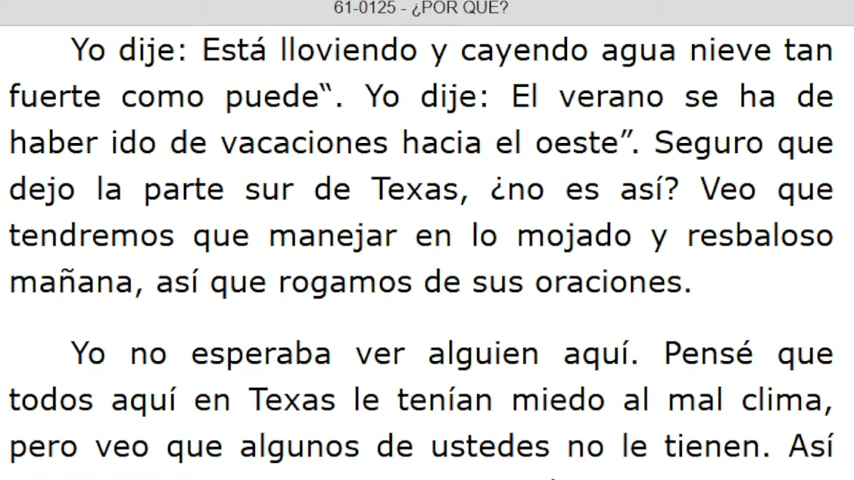 61-0125 - ¿POR QUÉ?
Yo dije: Está lloviendo y cayendo agua nieve tan
fuerte como puede“. Yo dije: El verano se ha de
haber ido de vacaciones hacia el oeste”. Seguro que
dejo la parte sur de Texas, ¿no es así? Veo que
tendremos que manejar en lo mojado y resbaloso
mañana, así que rogamos de sus oraciones.
Yo no esperaba ver alguien aquí. Pensé que
todos aquí en Texas le tenían miedo al mal clima,
pero veo que algunos de ustedes no le tienen. Así